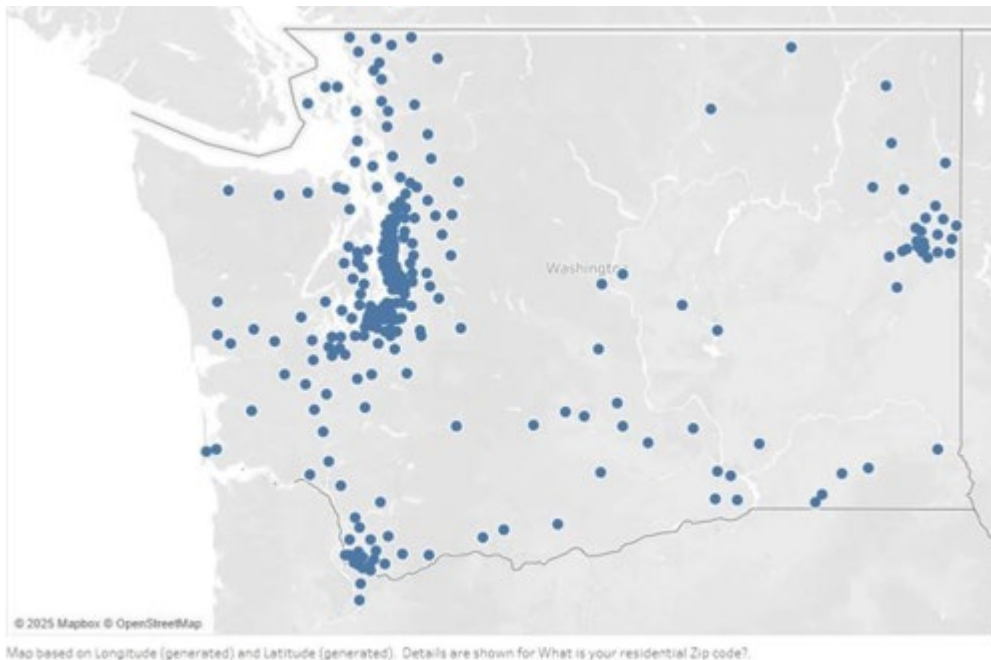 Washington
© 2025 Mapbox © OpenStreetMap
Map based on Longitude (generated) and Latitude (generated). Details are shown for What is your residential Zip code?.